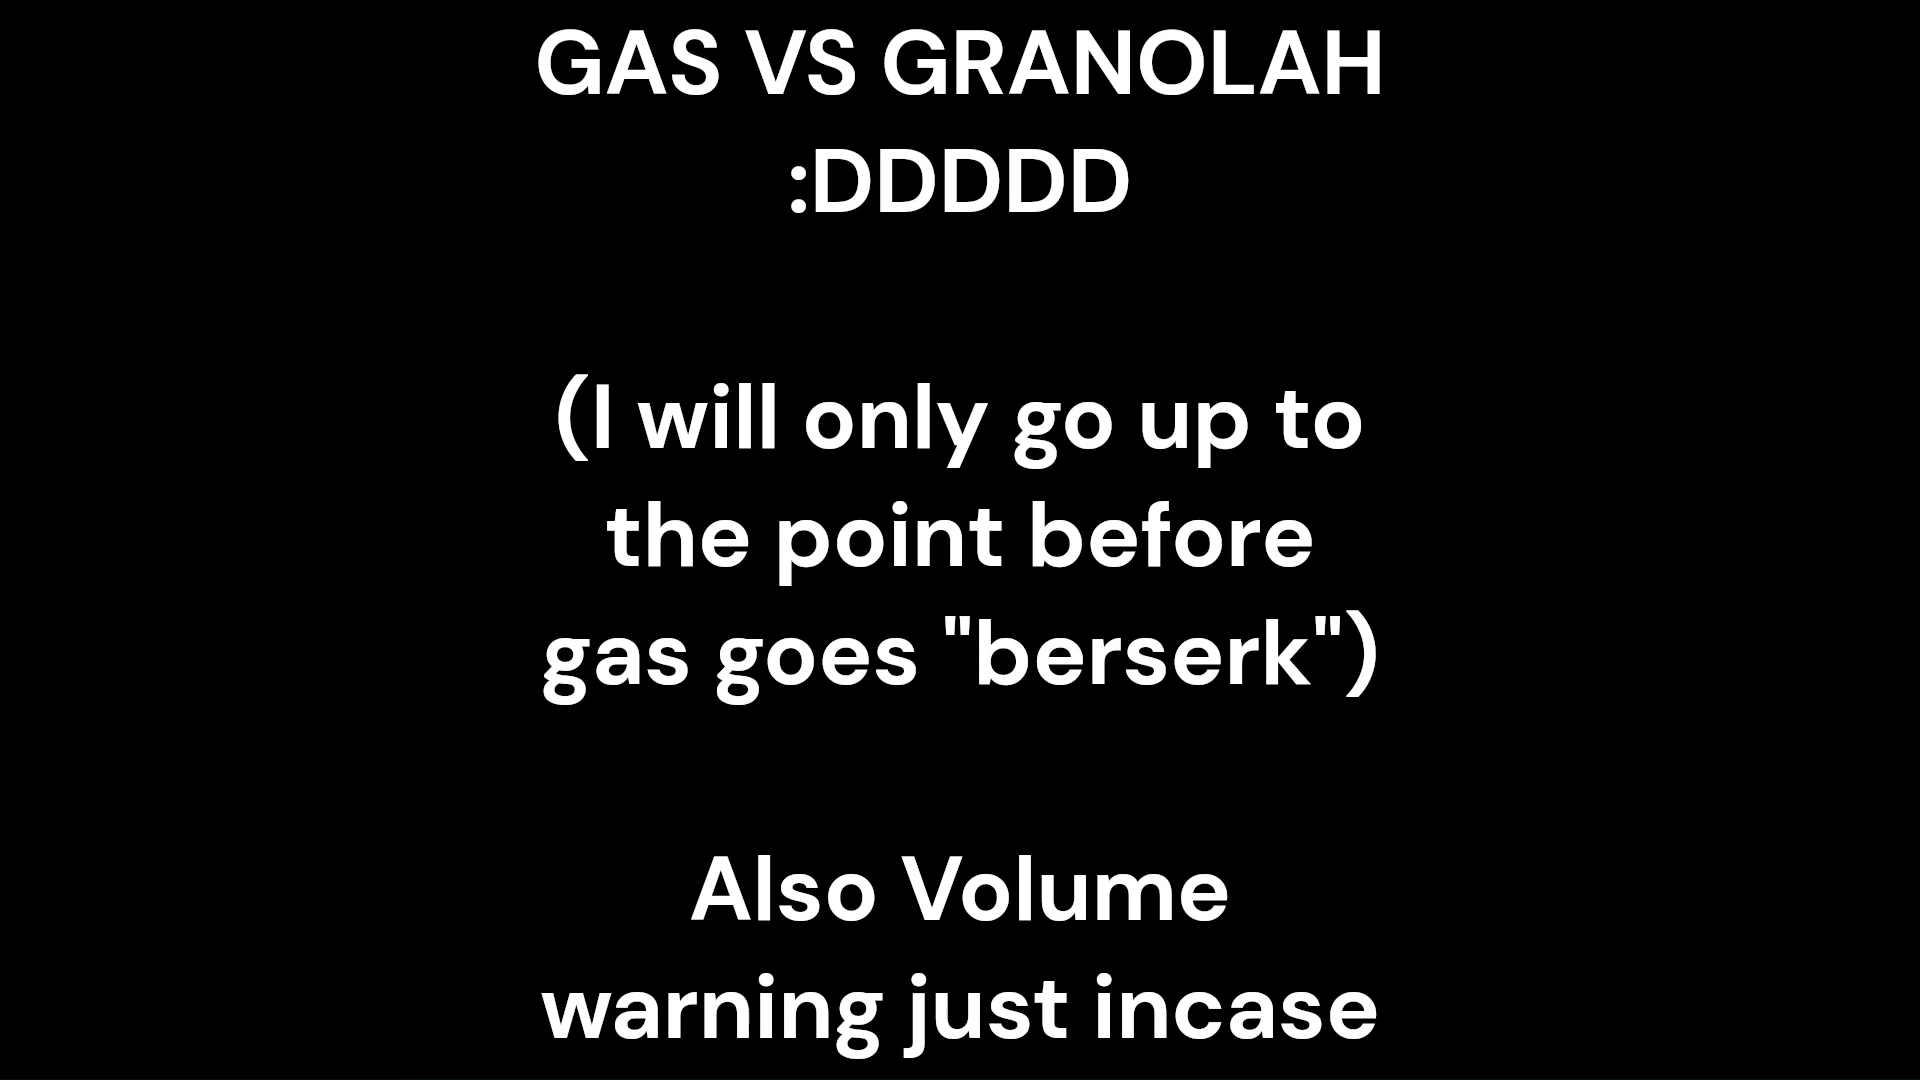 GAS VS GRANOLAH
:DDDDD
(I will only go up to
the point before
gas goes "berserk")
Also Volume
warning just incase